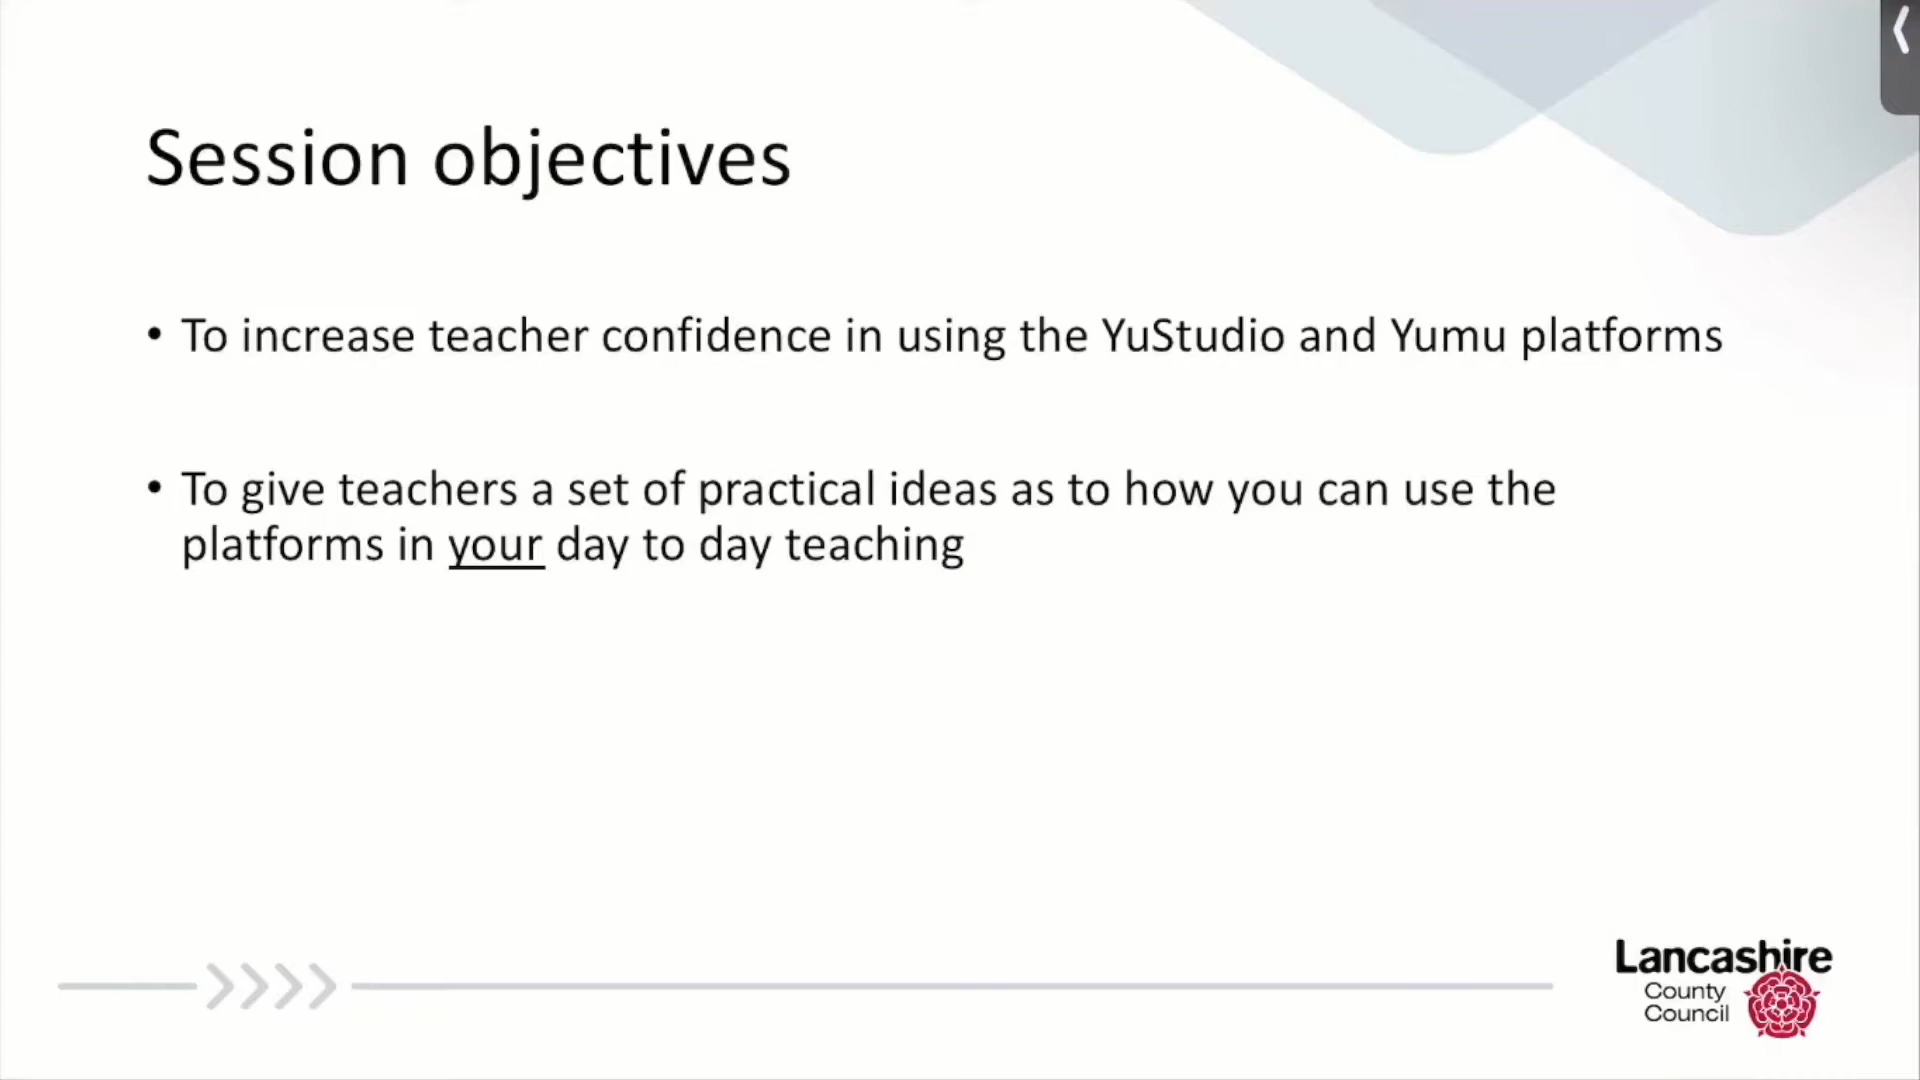 Session objectives
• To increase teacher confidence in using the YuStudio and Yumu platforms
• To give teachers a set of practical ideas as to how you can use the
platforms in your day to day teaching
Lancashire
County
Council